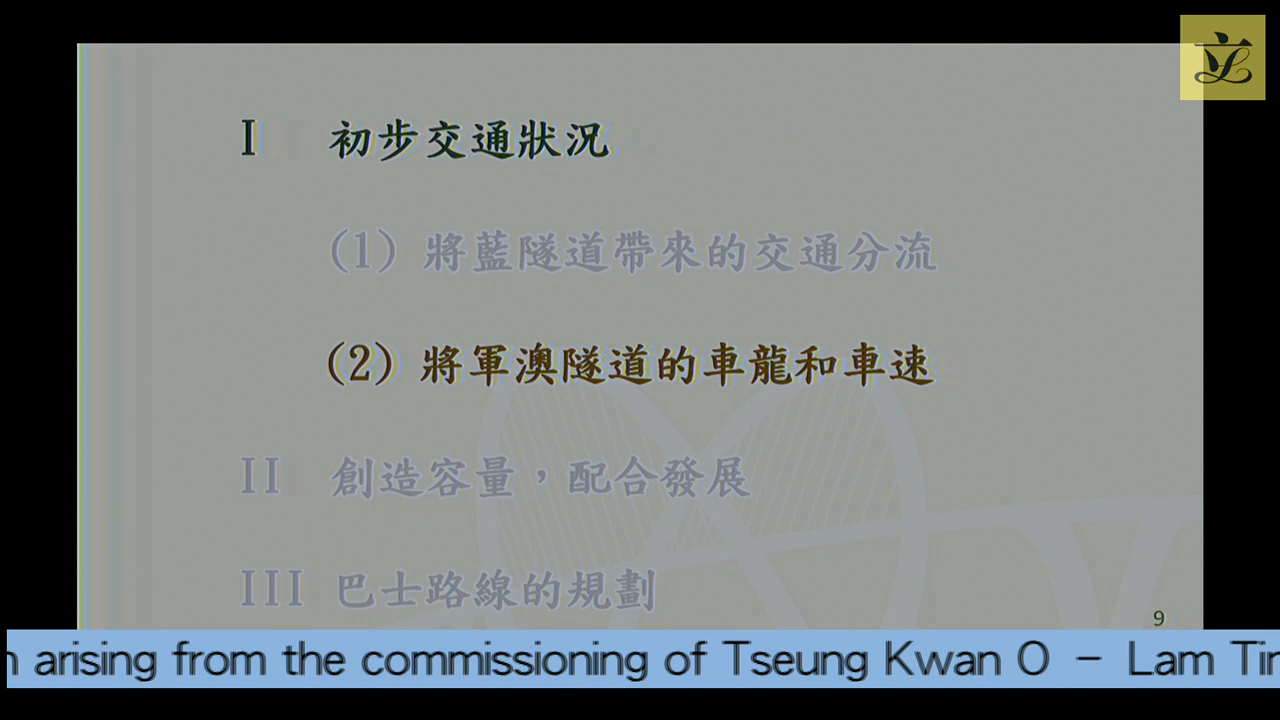 立
I 初步交通狀況
(1) 將藍隧道帶來的交通分流
(2) 將軍澳隧道的車龍和車速
II 創造容量，配合發展
III 巴士路線的規劃
9
arising from the commissioning of Tseung Kwan O – Lam